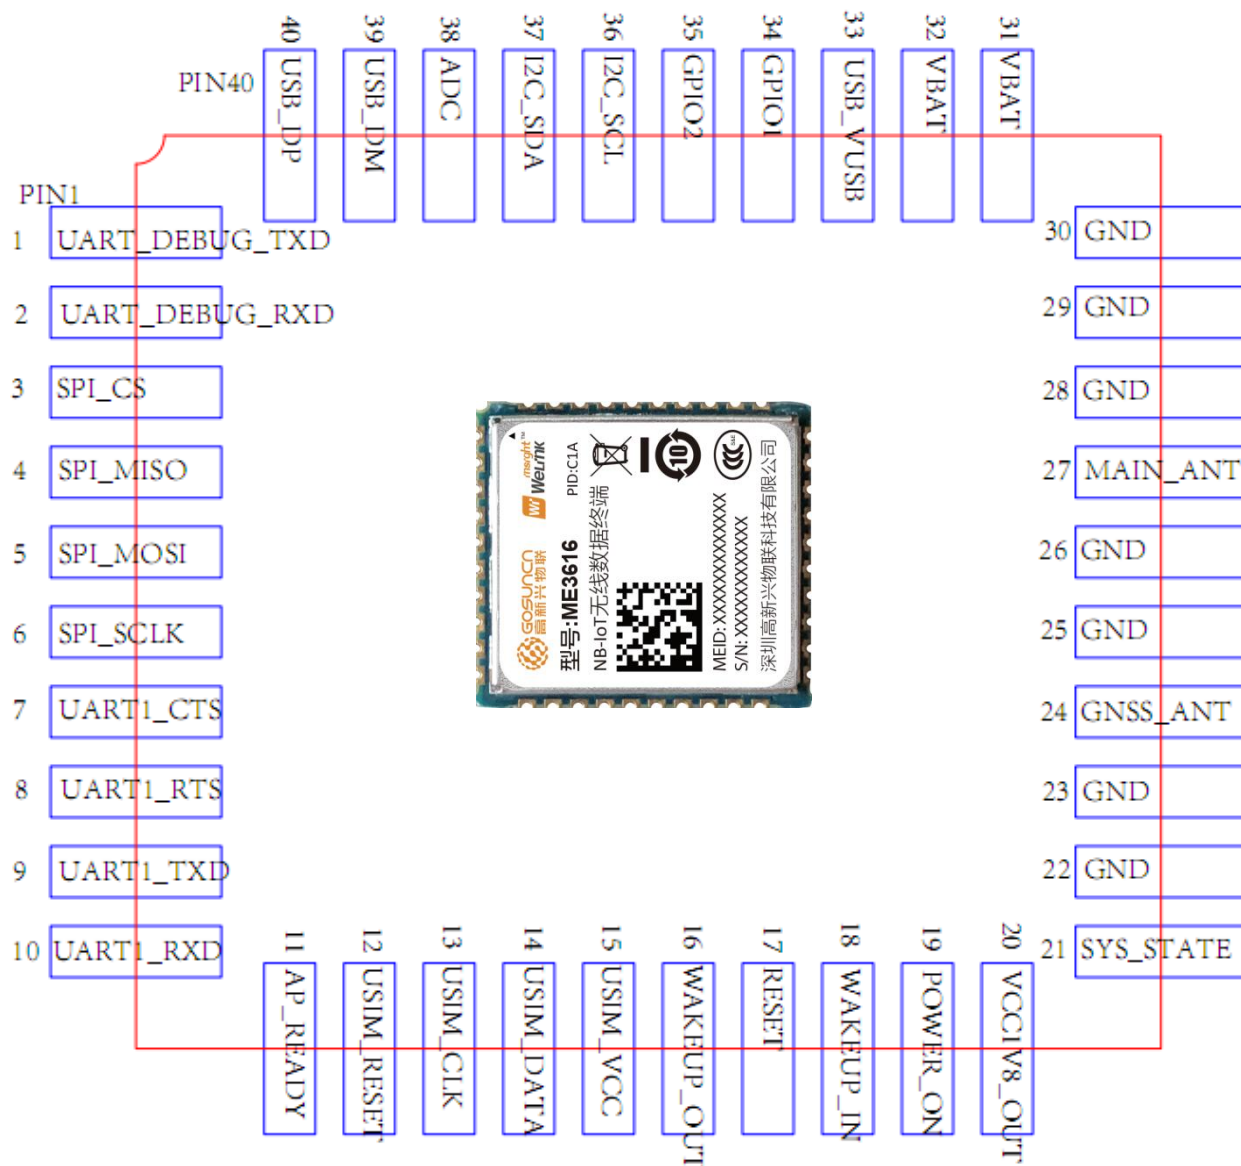 40 USB_DP
39 USB_DM
38 ADC
37 I2C_SDA
36 I2C_SCL
35 GPIO2
34 GPIO1
33 USB_VUSB
32 VBAT
31 VBAT
PIN40
PIN1
1 UART_DEBUG_TXD
2 UART_DEBUG_RXD
3 SPI_CS
4 SPI_MISO
5 SPI_MOSI
6 SPI_SCLK
7 UART1_CTS
8 UART1_RTS
9 UART1_TXD
10 UART1_RXD
30 GND
29 GND
28 GND
27 MAIN_ANT
26 GND
25 GND
24 GNSS_ANT
23 GND
22 GND
21 SYS_STATE
GOSUNCN
高新兴物联
Wi WeLink™
型号:ME3616
PID:C1A
NB-IoT无线数据终端
10
MEID: XXXXXXXXXXXXXX
S/N: XXXXXXXXXXXX
深圳高新兴物联科技有限公司
11 AP_READY
12 USIM_RESET
13 USIM_CLK
14 USIM_DATA
15 USIM_VCC
16 WAKEUP_OUT
17 RESET
18 WAKEUP_IN
19 POWER_ON
20 VCC1V8_OUT